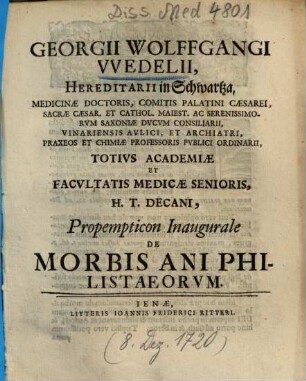 Diss Med 4801
GEORGII WOLFFGANGI
VVEDELII,
HEREDITARII in Schwartza,
MEDICINÆ DOCTORIS, COMITIS PALATINI CÆSAREI,
SACRÆ CÆSAR. ET CATHOL. MAIEST. AC SERENISSIMO-
RVM SAXONIÆ DVCVM CONSILIARII,
VINARIENSIS AVLICI, ET ARCHIATRI,
PRAXEOS ET CHIMIÆ PROFESSORIS PVBLICI ORDINARII,
TOTIVS ACADEMIÆ
ET
FACVLTATIS MEDICÆ SENIORIS,
H. T. DECANI,
Propempticon Inaugurale
DE
MORBIS ANI PHI-
LISTAEORVM.
IENÆ,
LITTERIS IOANNIS FRIDERICI RITTERI.
(8. Dez. 1720)